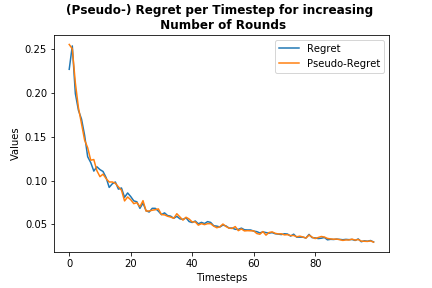 (Pseudo-) Regret per Timestep for increasing
Number of Rounds
Regret
Pseudo-Regret
Values
0.25
0.20
0.15
0.10
0.05
0
20
40
60
80
Timesteps